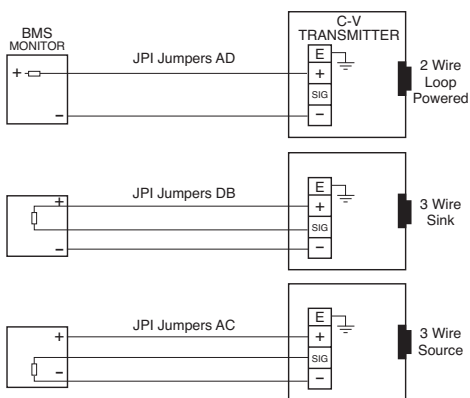 BMS
MONITOR
+
−
JPI Jumpers AD
C-V
TRANSMITTER
E
+
SIG
−
2 Wire
Loop
Powered
+
−
JPI Jumpers DB
E
+
SIG
−
3 Wire
Sink
+
−
JPI Jumpers AC
E
+
SIG
−
3 Wire
Source